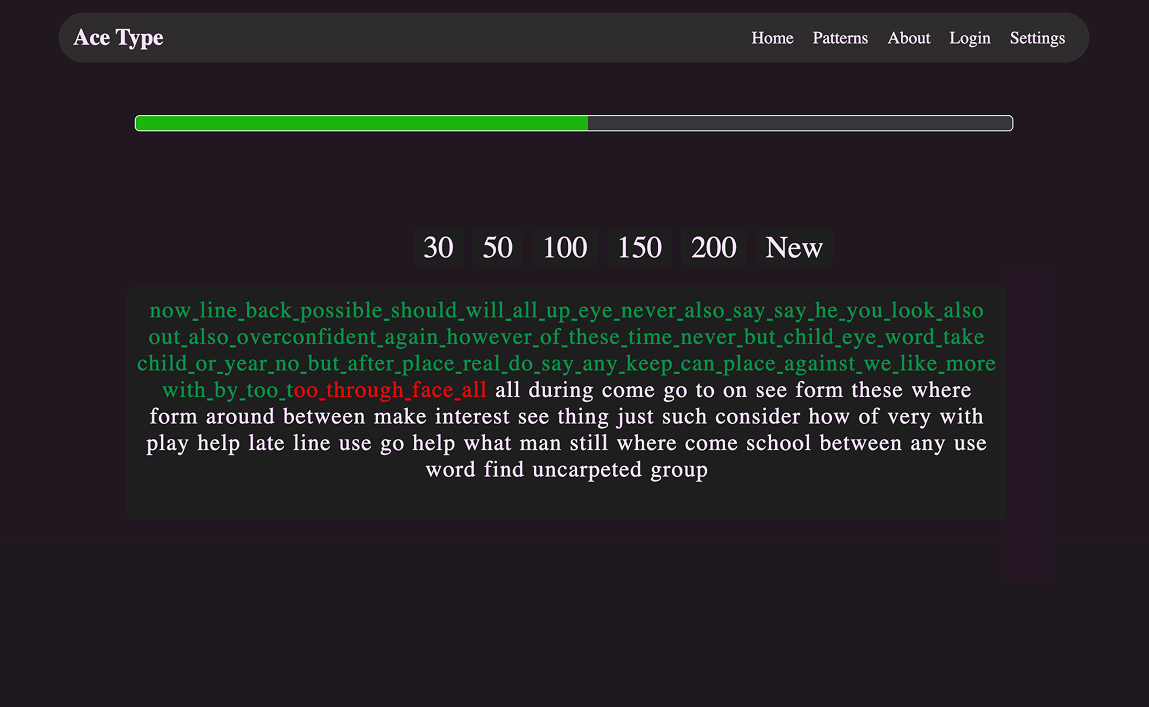 Ace Type
Home Patterns About Login Settings
30 50 100 150 200 New
now_line_back_possible_should_will_all_up_eye_never_also_say_say_he_you_look_also
out_also_overconfident_again_however_of_these_time_never_but_child_eye_word_take
child_or_year_no_but_after_place_real_do_say_any_keep_can_place_against_we_like_more
with_by_too_too_through_face_all all during come go to on see form these where
form around between make interest see thing just such consider how of very with
play help late line use go help what man still where come school between any use
word find uncarpeted group